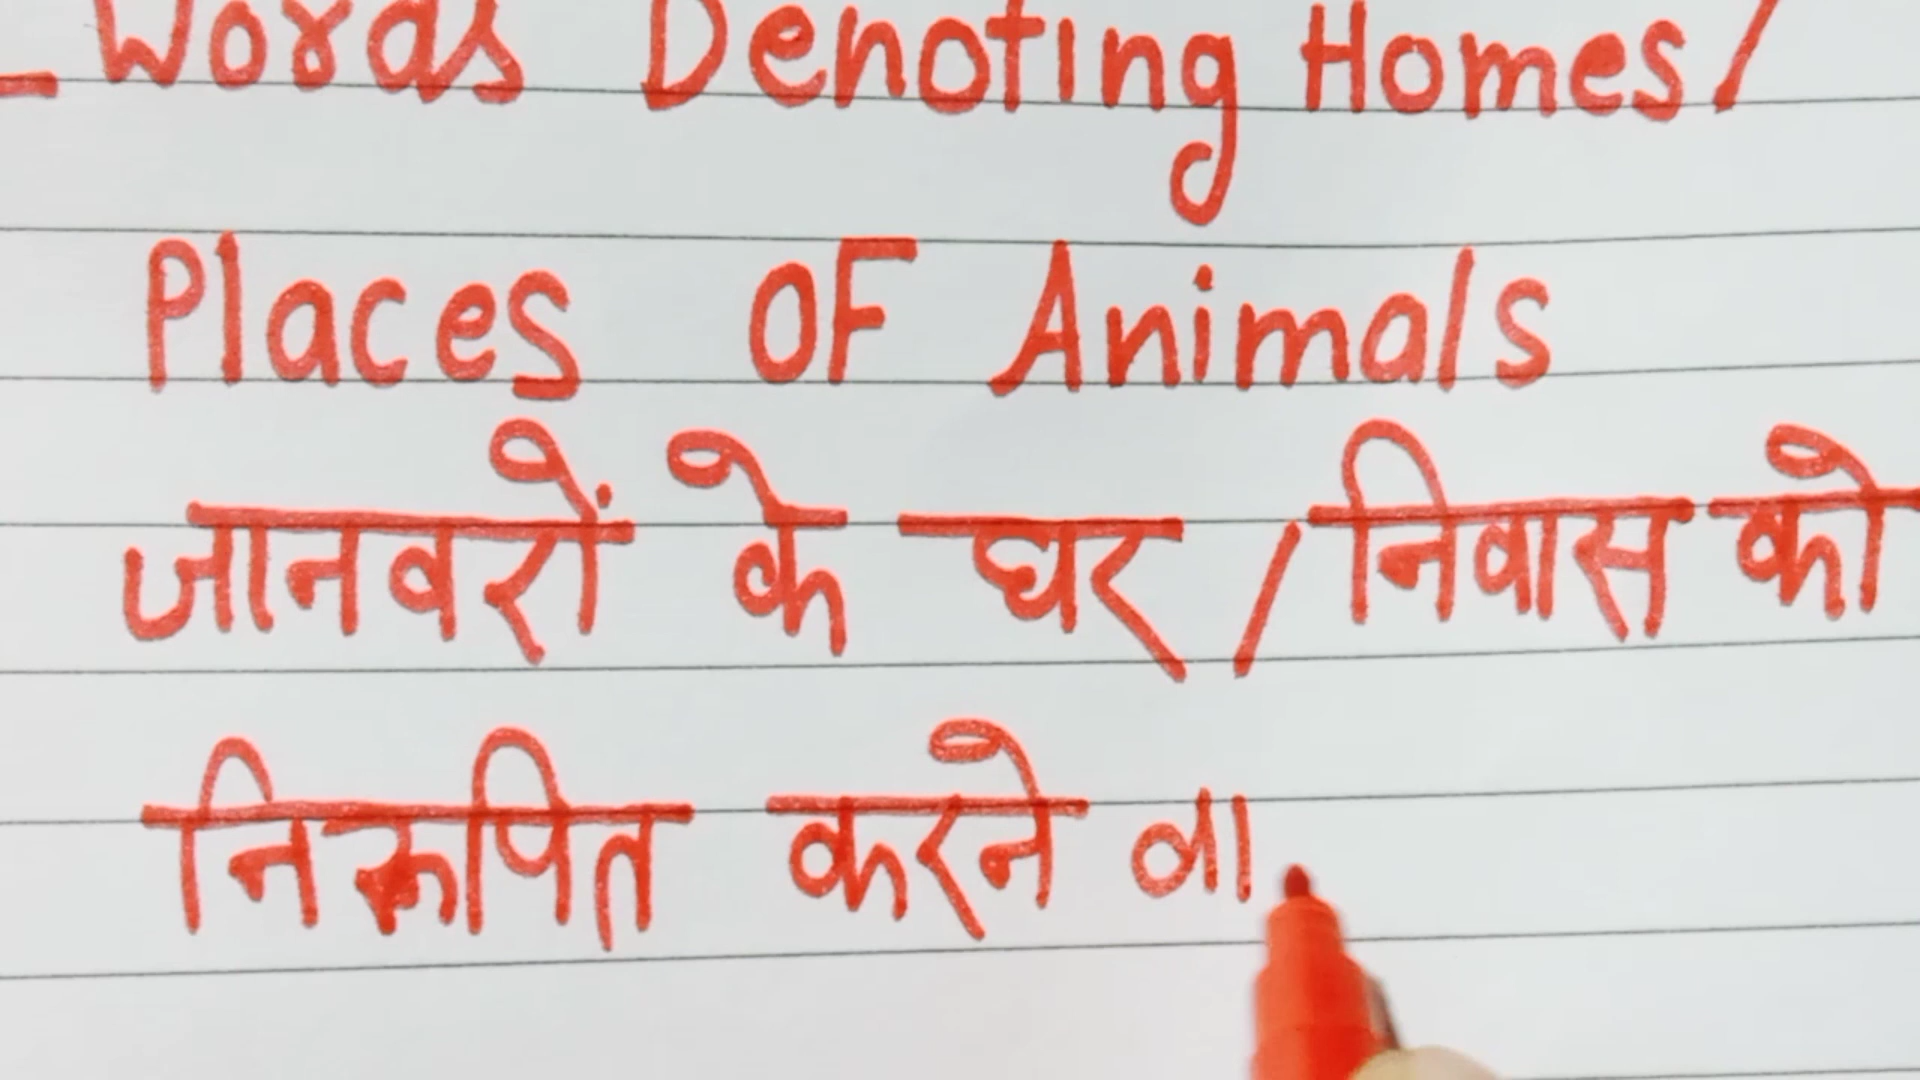 Words Denoting Homes/
Places OF Animals
जानवरों के घर / निवास को
निरूपित करने वा